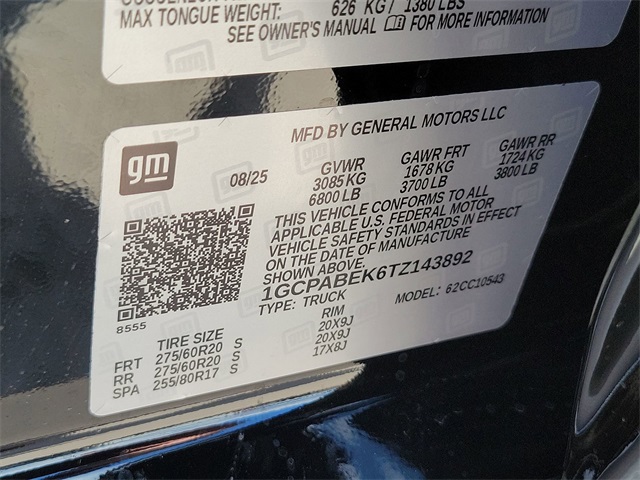 MAX TONGUE WEIGHT: 626 KG / 1380 LBS
SEE OWNER'S MANUAL FOR MORE INFORMATION
MFD BY GENERAL MOTORS LLC
gm
08/25 GVWR GAWR FRT GAWR RR
3085 KG 1678 KG 1724 KG
6800 LB 3700 LB 3800 LB
THIS VEHICLE CONFORMS TO ALL
APPLICABLE U.S. FEDERAL MOTOR
VEHICLE SAFETY STANDARDS IN EFFECT
ON THE DATE OF MANUFACTURE
SHOWN ABOVE.
1GCPABEK6TZ143892
TYPE: TRUCK MODEL: 62CC10543
8555
TIRE SIZE RIM
FRT 275/60R20 S 20X9J
RR 275/60R20 S 20X9J
SPA 255/80R17 S 17X8J